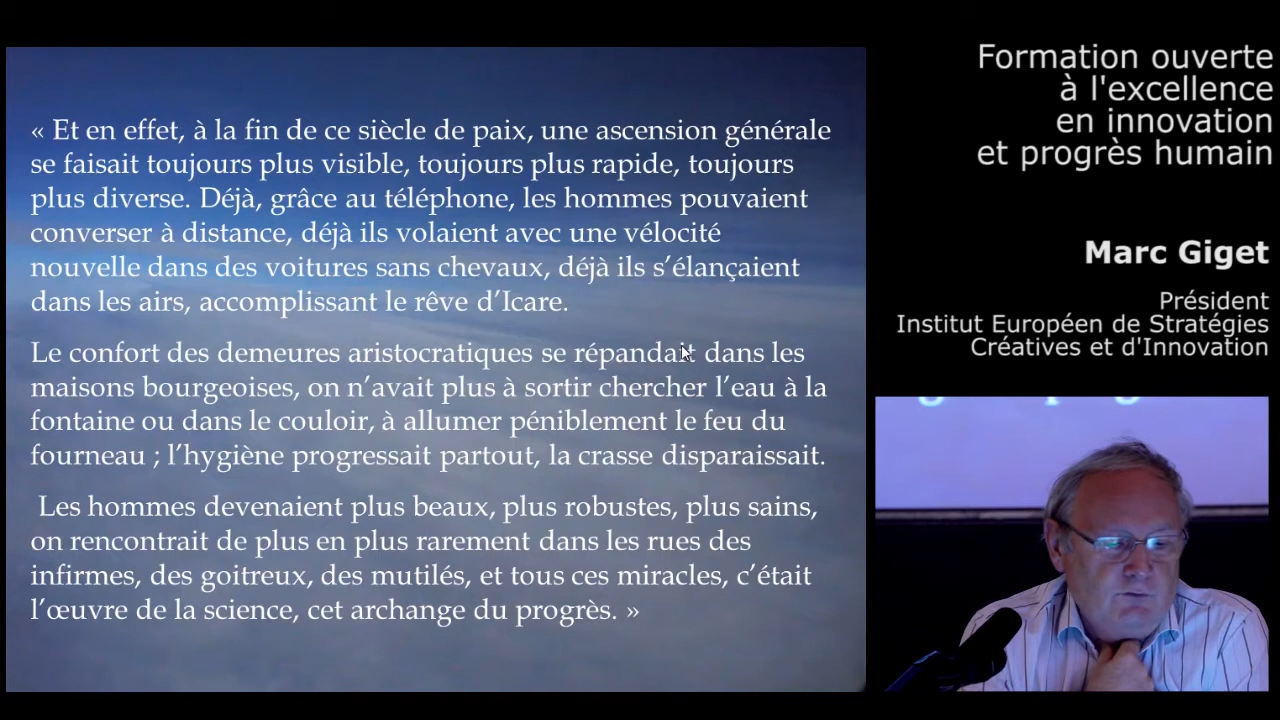 « Et en effet, à la fin de ce siècle de paix, une ascension générale
se faisait toujours plus visible, toujours plus rapide, toujours
plus diverse. Déjà, grâce au téléphone, les hommes pouvaient
converser à distance, déjà ils volaient avec une vélocité
nouvelle dans des voitures sans chevaux, déjà ils s’élançaient
dans les airs, accomplissant le rêve d’Icare.
Le confort des demeures aristocratiques se répandait dans les
maisons bourgeoises, on n’avait plus à sortir chercher l’eau à la
fontaine ou dans le couloir, à allumer péniblement le feu du
fourneau ; l’hygiène progressait partout, la crasse disparaissait.
Les hommes devenaient plus beaux, plus robustes, plus sains,
on rencontrait de plus en plus rarement dans les rues des
infirmes, des goitreux, des mutilés, et tous ces miracles, c’était
l’œuvre de la science, cet archange du progrès. »
Formation ouverte
à l'excellence
en innovation
et progrès humain
Marc Giget
Président
Institut Européen de Stratégies
Créatives et d'Innovation